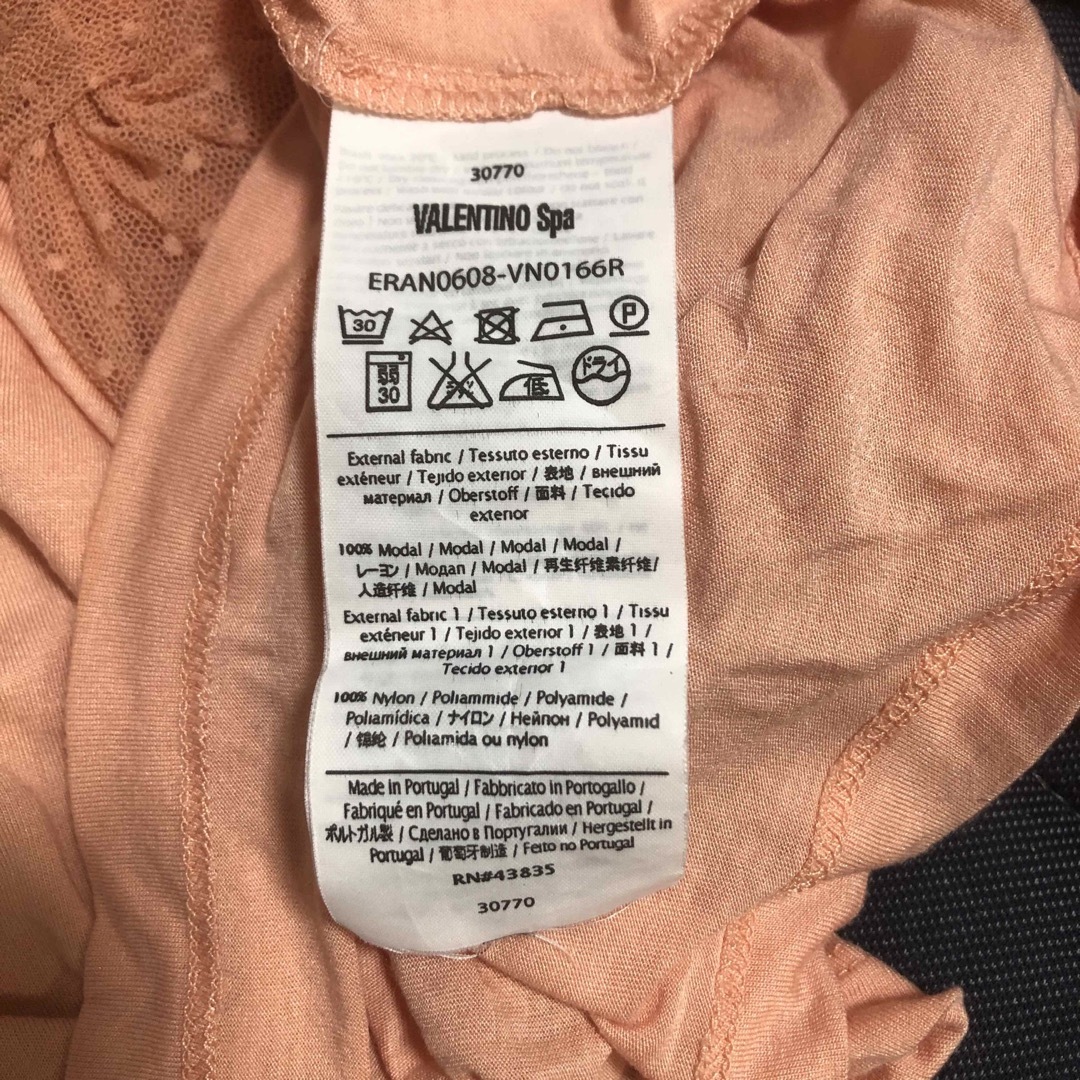 30770
VALENTINO Spa
ERAN0608-VN0166R
30 P
弱 30 エンソ 低 ドライ
External fabric / Tessuto esterno / Tissu
exténeur / Tejido exterior / 表地 / внешний
материал / Oberstoff / 面料 / Tecido
exterior
100% Modal / Modal / Modal / Modal /
レーヨン / Модал / Modal / 再生纤维素纤维/
人造纤维 / Modal
External fabric 1 / Tessuto esterno 1 / Tissu
exténeur 1 / Tejido exterior 1 / 表地 1 /
внешний материал 1 / Oberstoff 1 / 面料 1 /
Tecido exterior 1
100% Nylon / Poliammide / Polyamide /
Poliamídica / ナイロン / Нейлон / Polyamid
/ 锦纶 / Poliamida ou nylon
Made in Portugal / Fabbricato in Portogallo /
Fabriqué en Portugal / Fabricado en Portugal /
ポルトガル製 / Сделано в Португалии / Hergestellt in
Portugal / 葡萄牙制造 / Feito no Portugal
RN#43835
30770